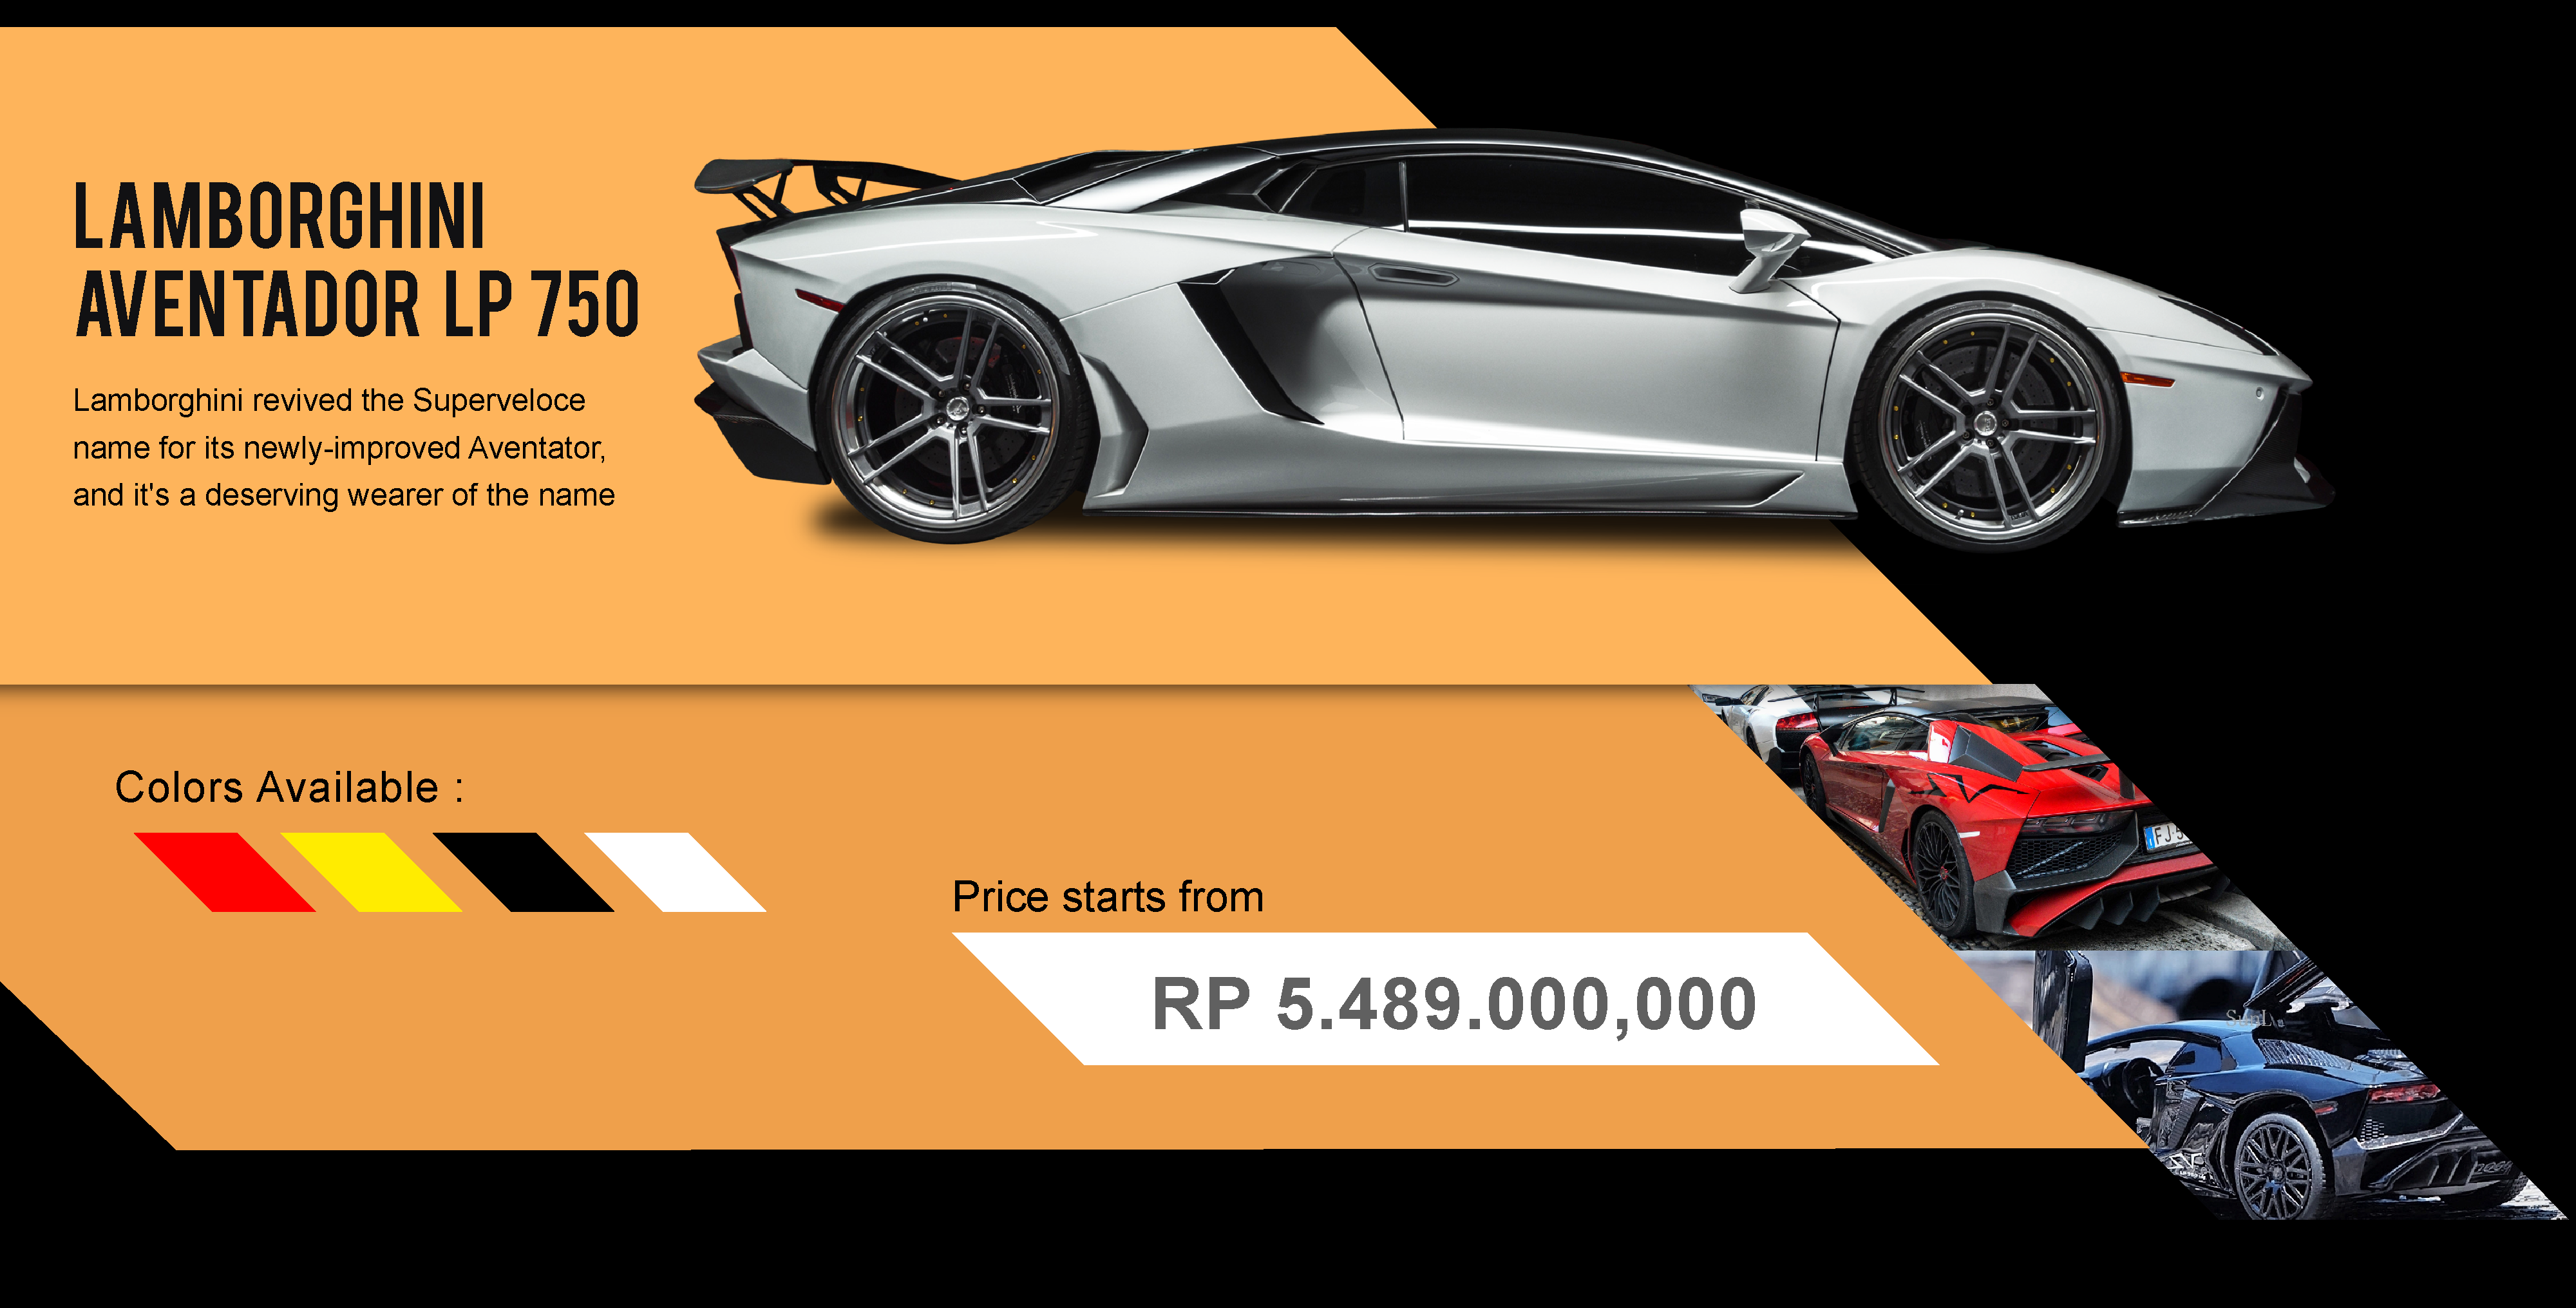 LAMBORGHINI
AVENTADOR LP 750
Lamborghini revived the Superveloce
name for its newly-improved Aventator,
and it's a deserving wearer of the name
Colors Available :
Price starts from
RP 5.489.000,000
FJ